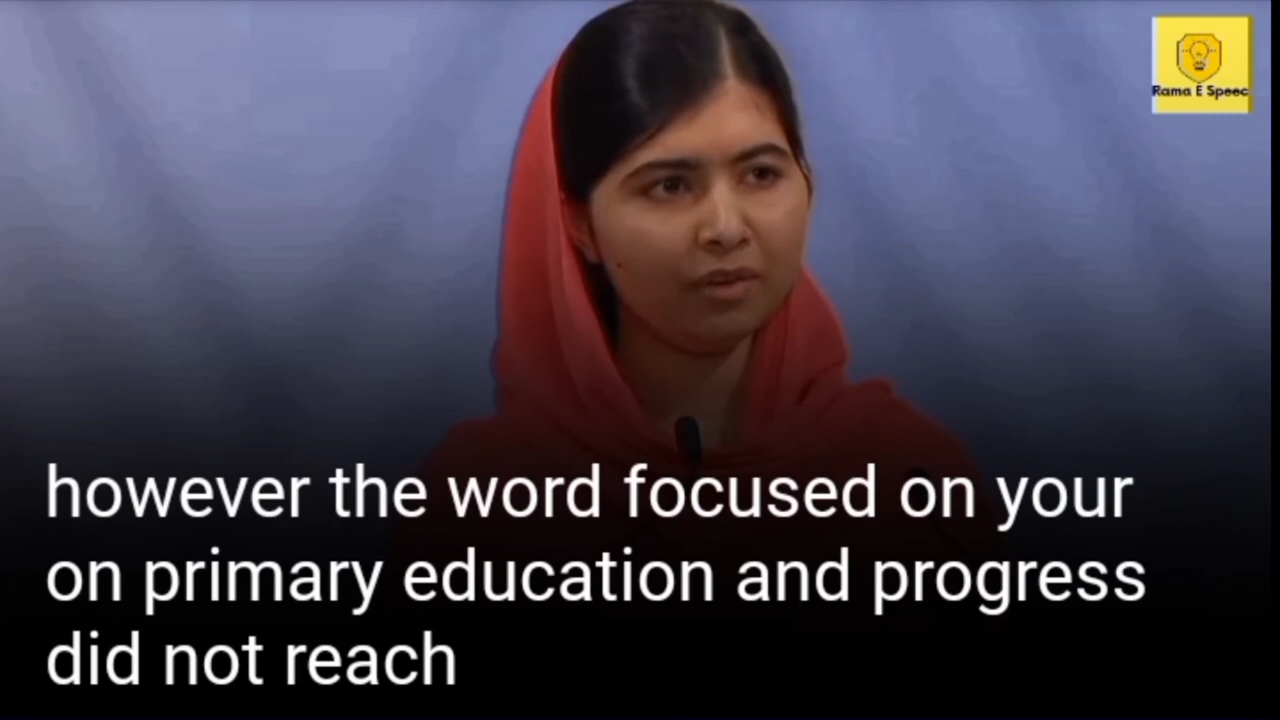 Rama E Speec
however the word focused on your
on primary education and progress
did not reach